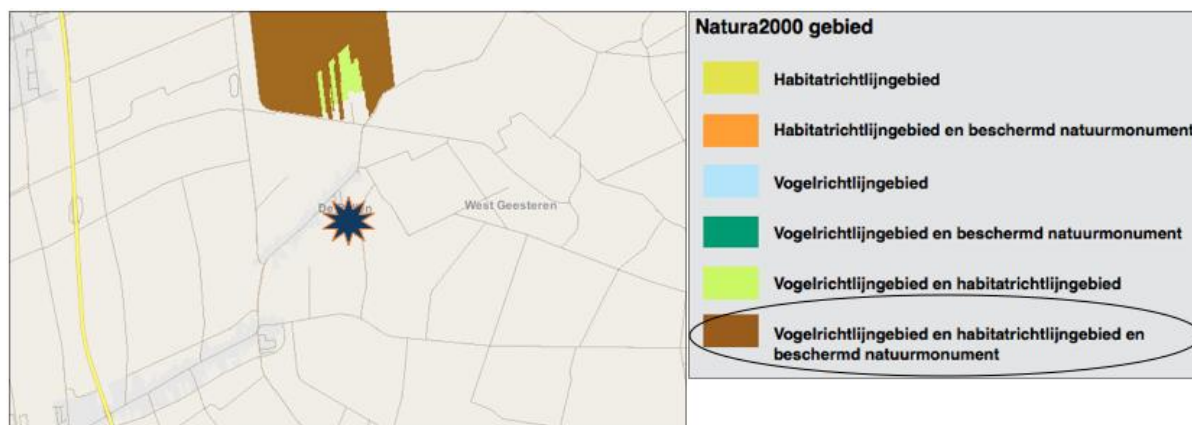 West Geesteren
Natura2000 gebied
Habitatrichtlijngebied
Habitatrichtlijngebied en beschermd natuurmonument
Vogelrichtlijngebied
Vogelrichtlijngebied en beschermd natuurmonument
Vogelrichtlijngebied en habitatrichtlijngebied
Vogelrichtlijngebied en habitatrichtlijngebied en
beschermd natuurmonument